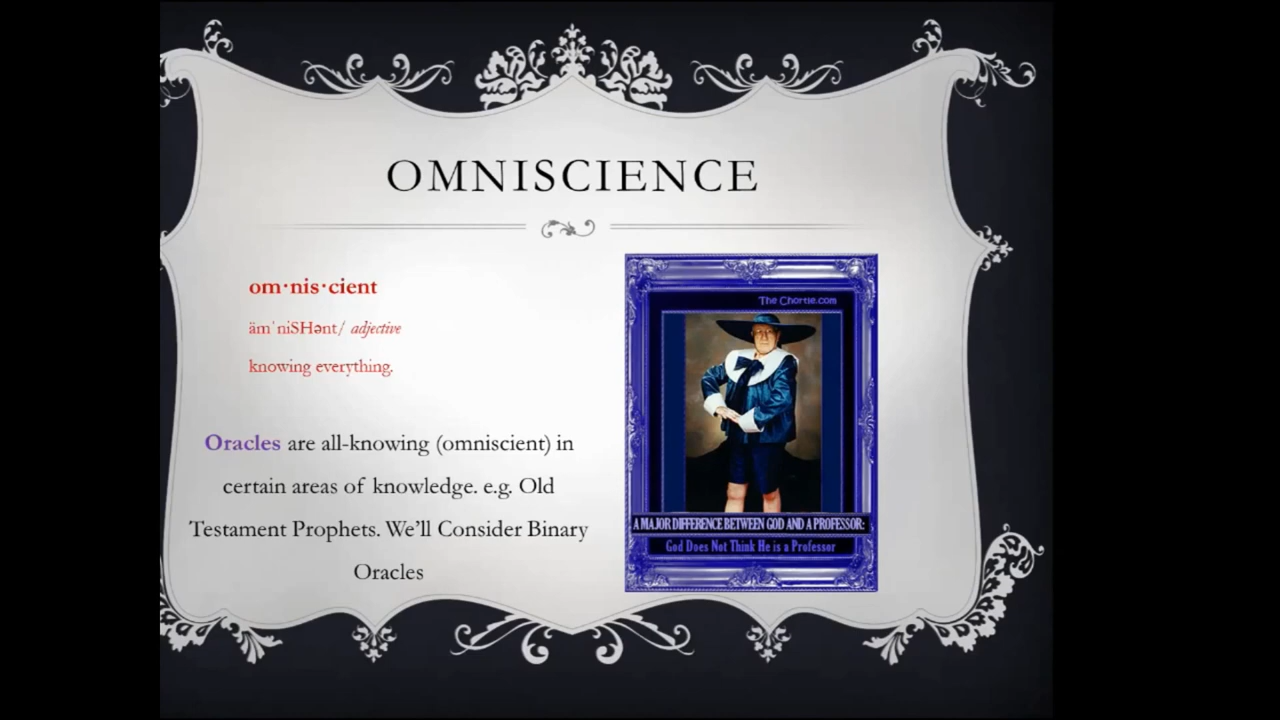 OMNISCIENCE
om·nis·cient
ämˈniSHənt/ adjective
knowing everything.
Oracles are all-knowing (omniscient) in
certain areas of knowledge. e.g. Old
Testament Prophets. We’ll Consider Binary
Oracles
The Chortle.com
A MAJOR DIFFERENCE BETWEEN GOD AND A PROFESSOR:
God Does Not Think He is a Professor